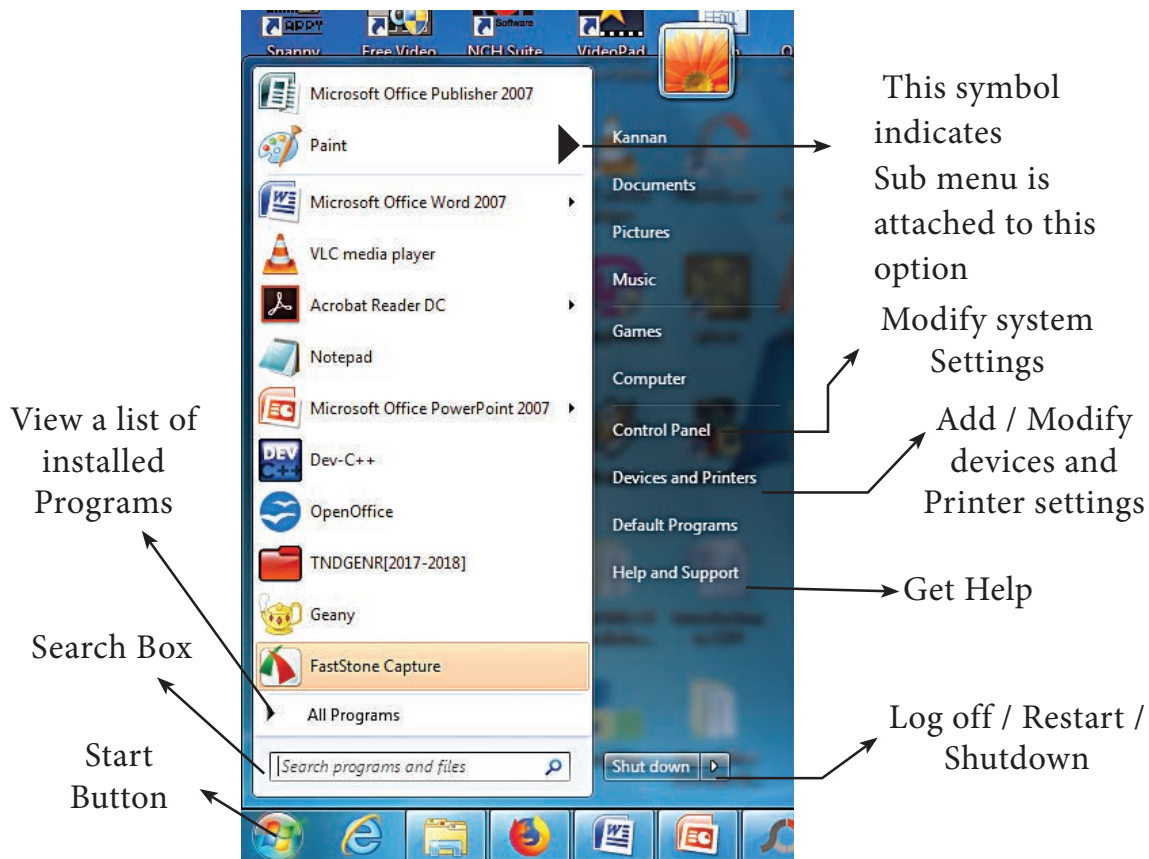 APPY
Software
Snappy
Free Video
NCH Suite
VideoPad
Microsoft Office Publisher 2007
Paint
Microsoft Office Word 2007
VLC media player
Acrobat Reader DC
Notepad
Microsoft Office PowerPoint 2007
DEV
C++
Dev-C++
OpenOffice
TNDGENR[2017-2018]
Geany
FastStone Capture
All Programs
Search programs and files
Kannan
Documents
Pictures
Music
Games
Computer
Control Panel
Devices and Printers
Default Programs
Help and Support
Shut down
View a list of
installed
Programs
Search Box
Start
Button
This symbol
indicates
Sub menu is
attached to this
option
Modify system
Settings
Add / Modify
devices and
Printer settings
Get Help
Log off / Restart /
Shutdown